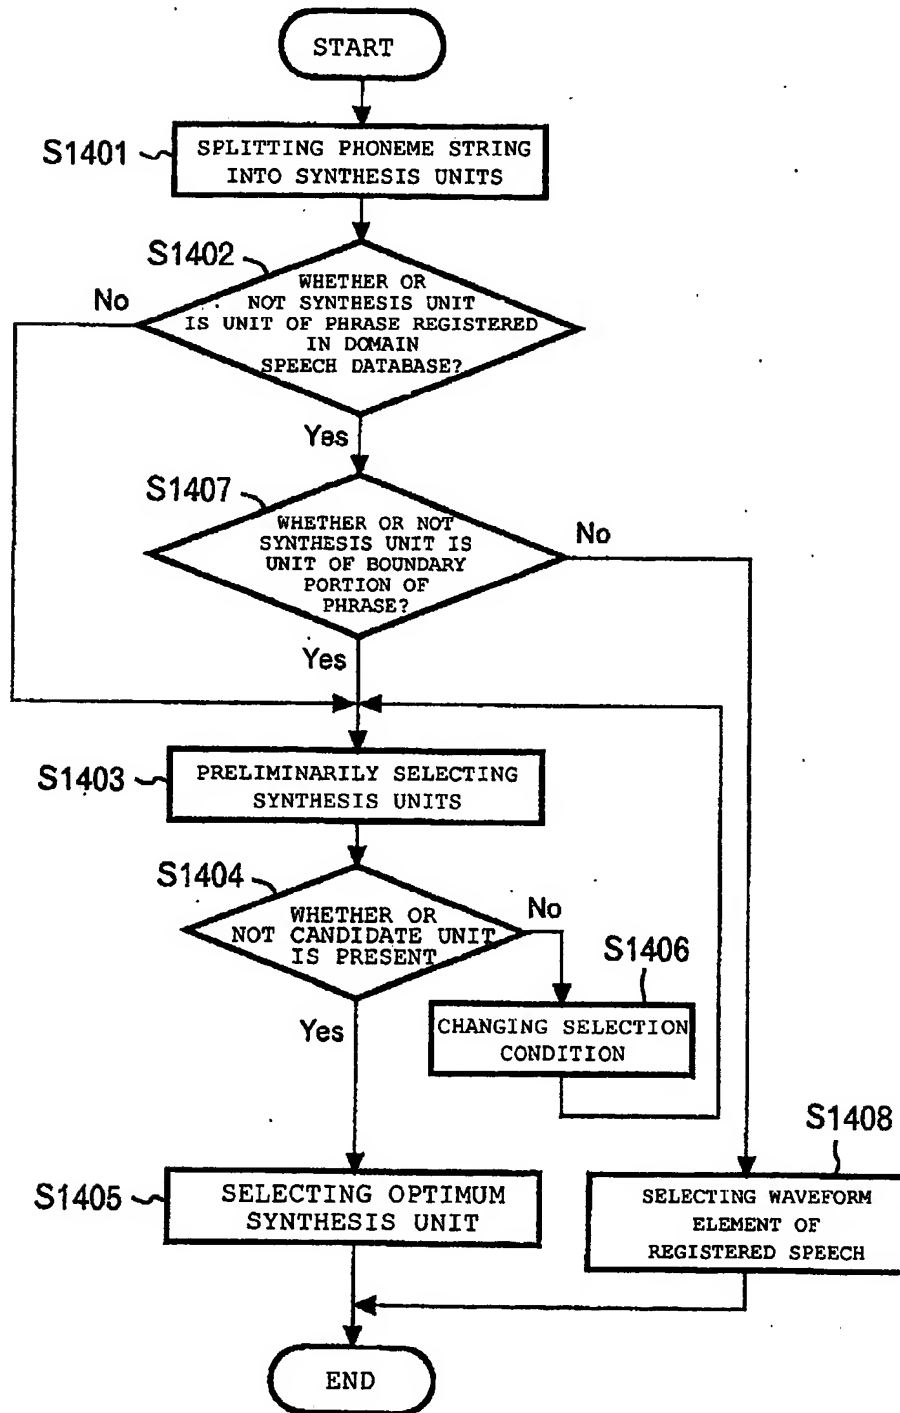 START
S1401
SPLITTING PHONEME STRING
INTO SYNTHESIS UNITS
S1402
No
WHETHER OR
NOT SYNTHESIS UNIT
IS UNIT OF PHRASE REGISTERED
IN DOMAIN
SPEECH DATABASE?
Yes
S1407
WHETHER OR NOT
SYNTHESIS UNIT IS
UNIT OF BOUNDARY
PORTION OF
PHRASE?
No
Yes
S1403
PRELIMINARILY SELECTING
SYNTHESIS UNITS
S1404
WHETHER OR
NOT CANDIDATE UNIT
IS PRESENT
No
S1406
CHANGING SELECTION
CONDITION
Yes
S1405
SELECTING OPTIMUM
SYNTHESIS UNIT
S1408
SELECTING WAVEFORM
ELEMENT OF
REGISTERED SPEECH
END